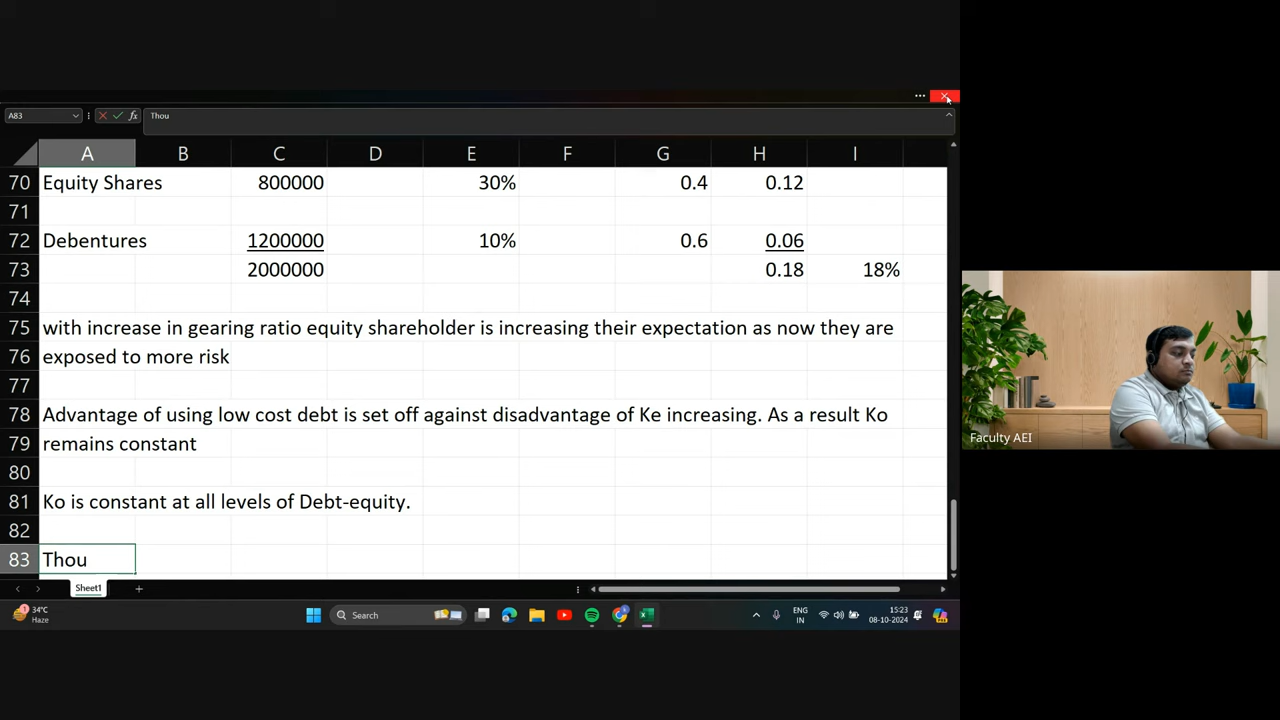 A83
fx
Thou
A B C D E F G H I
70 Equity Shares 800000 30% 0.4 0.12
71
72 Debentures 1200000 10% 0.6 0.06
73 2000000 0.18 18%
74
75 with increase in gearing ratio equity shareholder is increasing their expectation as now they are
76 exposed to more risk
77
78 Advantage of using low cost debt is set off against disadvantage of Ke increasing. As a result Ko
79 remains constant
80
81 Ko is constant at all levels of Debt-equity.
82
83 Thou
Sheet1
Faculty AEI
1
34°C
Haze
Search
ENG
IN
15:23
08-10-2024